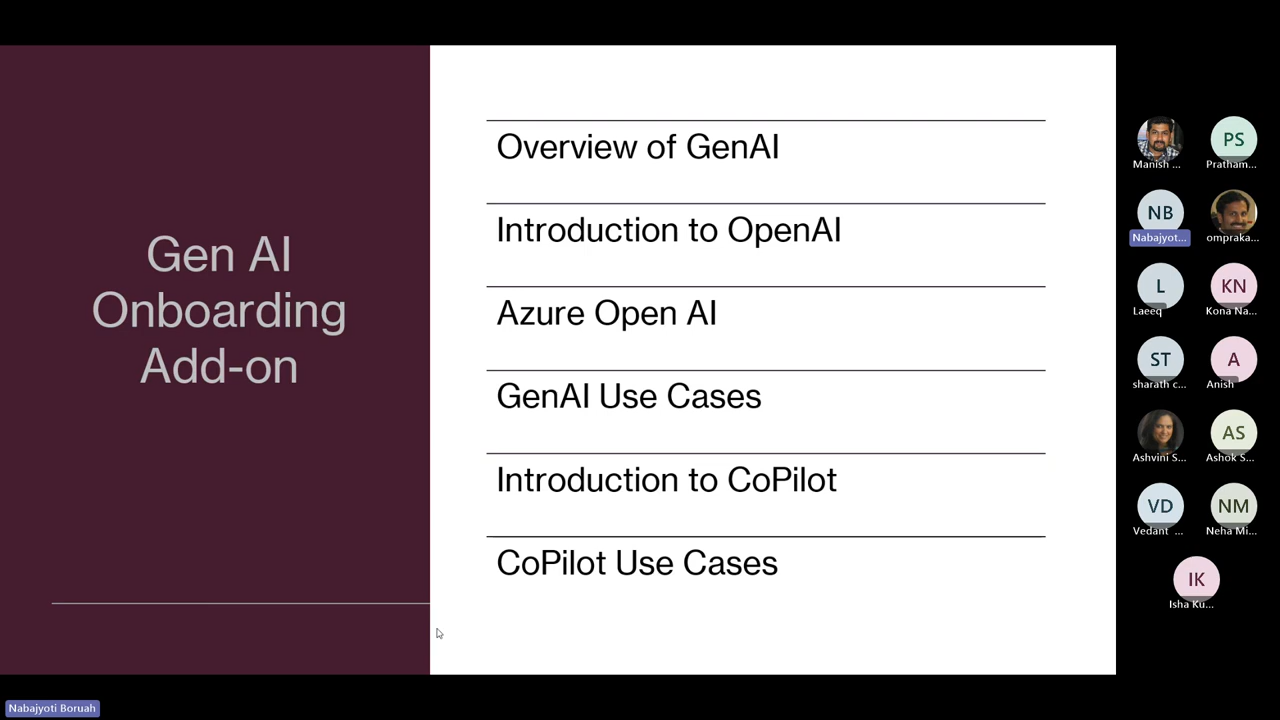 Gen AI
Onboarding
Add-on
Overview of GenAI
Introduction to OpenAI
Azure Open AI
GenAI Use Cases
Introduction to CoPilot
CoPilot Use Cases
Manish ...
PS
Pratham...
NB
Nabajyot...
ompraka...
L
Laeeq
KN
Kona Na...
ST
sharath c...
A
Anish
Ashvini S...
AS
Ashok S...
VD
Vedant ...
NM
Neha Mi...
IK
Isha Ku...
Nabajyoti Boruah